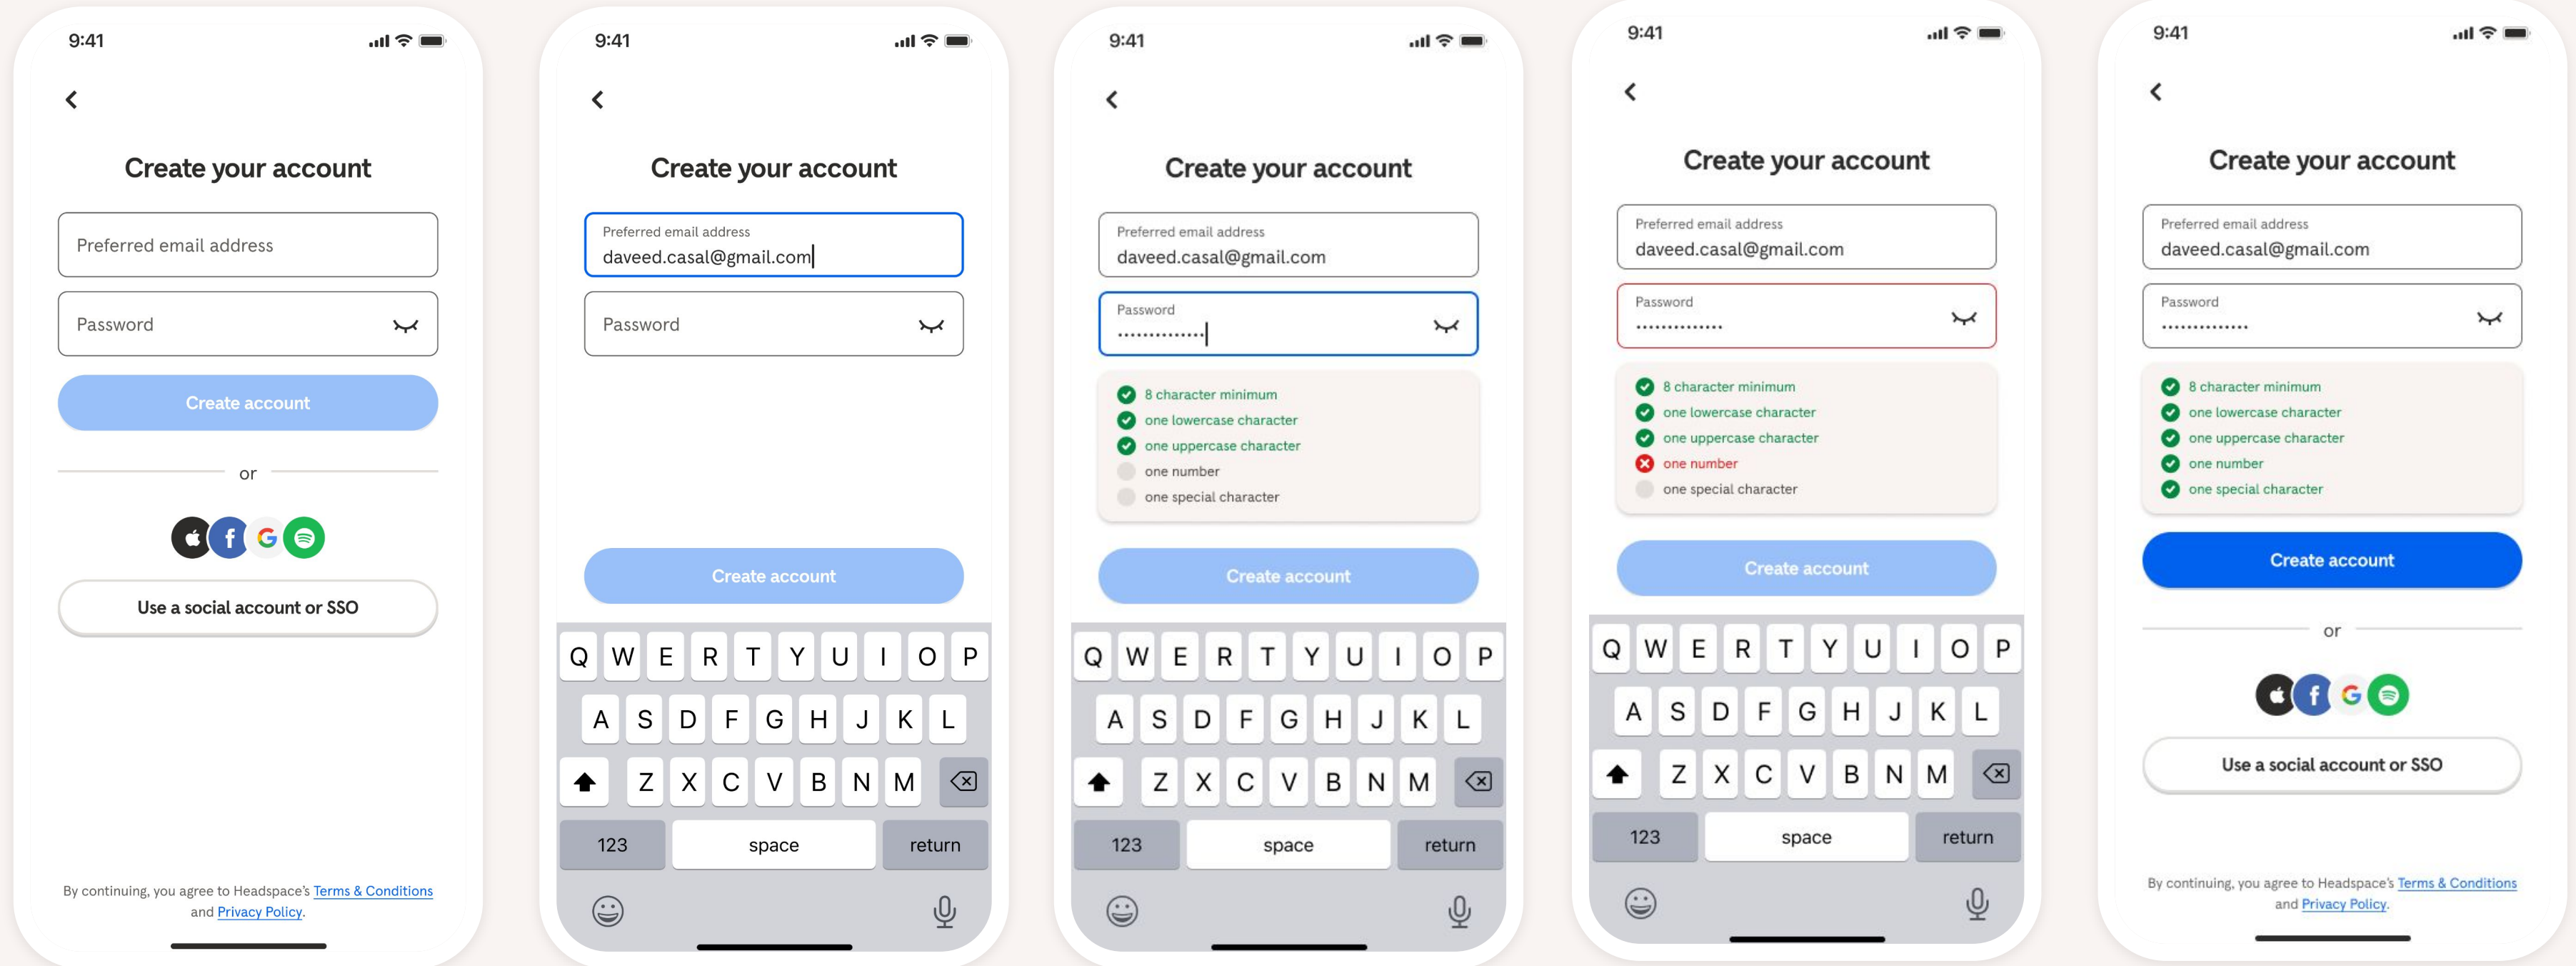 9:41
Create your account
Preferred email address
Password
Create account
or
f G
Use a social account or SSO
By continuing, you agree to Headspace's Terms & Conditions
and Privacy Policy.
9:41
Create your account
Preferred email address
daveed.casal@gmail.com
Password
Create account
Q W E R T Y U I O P
A S D F G H J K L
Z X C V B N M
123 space return
9:41
Create your account
Preferred email address
daveed.casal@gmail.com
Password
••••••••••••••
8 character minimum
one lowercase character
one uppercase character
one number
one special character
Create account
Q W E R T Y U I O P
A S D F G H J K L
Z X C V B N M
123 space return
9:41
Create your account
Preferred email address
daveed.casal@gmail.com
Password
••••••••••••••
8 character minimum
one lowercase character
one uppercase character
one number
one special character
Create account
Q W E R T Y U I O P
A S D F G H J K L
Z X C V B N M
123 space return
9:41
Create your account
Preferred email address
daveed.casal@gmail.com
Password
••••••••••••••
8 character minimum
one lowercase character
one uppercase character
one number
one special character
Create account
or
f G
Use a social account or SSO
By continuing, you agree to Headspace's Terms & Conditions
and Privacy Policy.